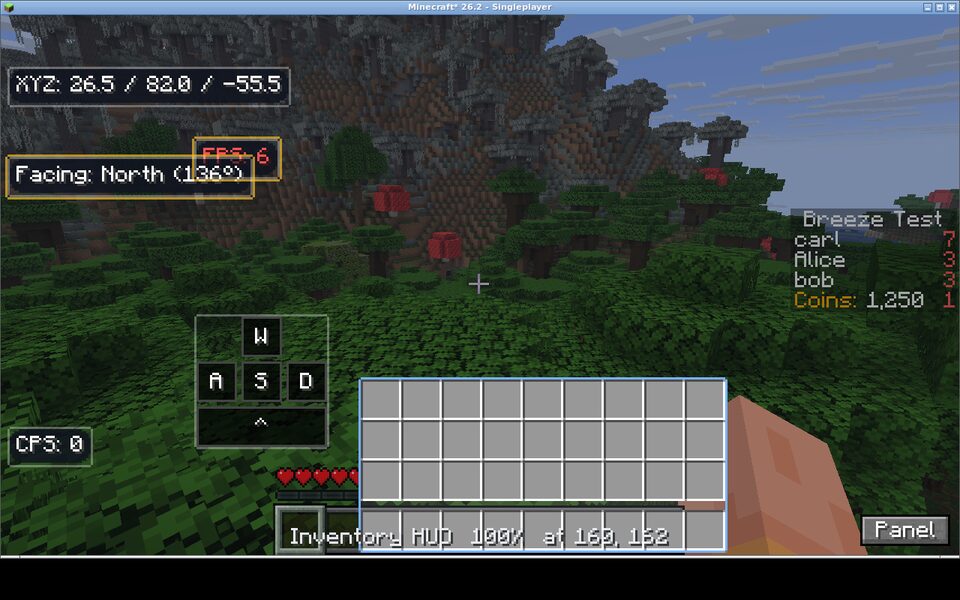 Minecraft* 26.2 - Singleplayer
XYZ: 26.5 / 82.0 / -55.5
FPS: 6
Facing: North (136°)
Breeze Test
carl 7
Alice 3
bob 3
Coins: 1,250 1
W
A S D
^
CPS: 0
Inventory HUD 100% at 160, 162
Panel